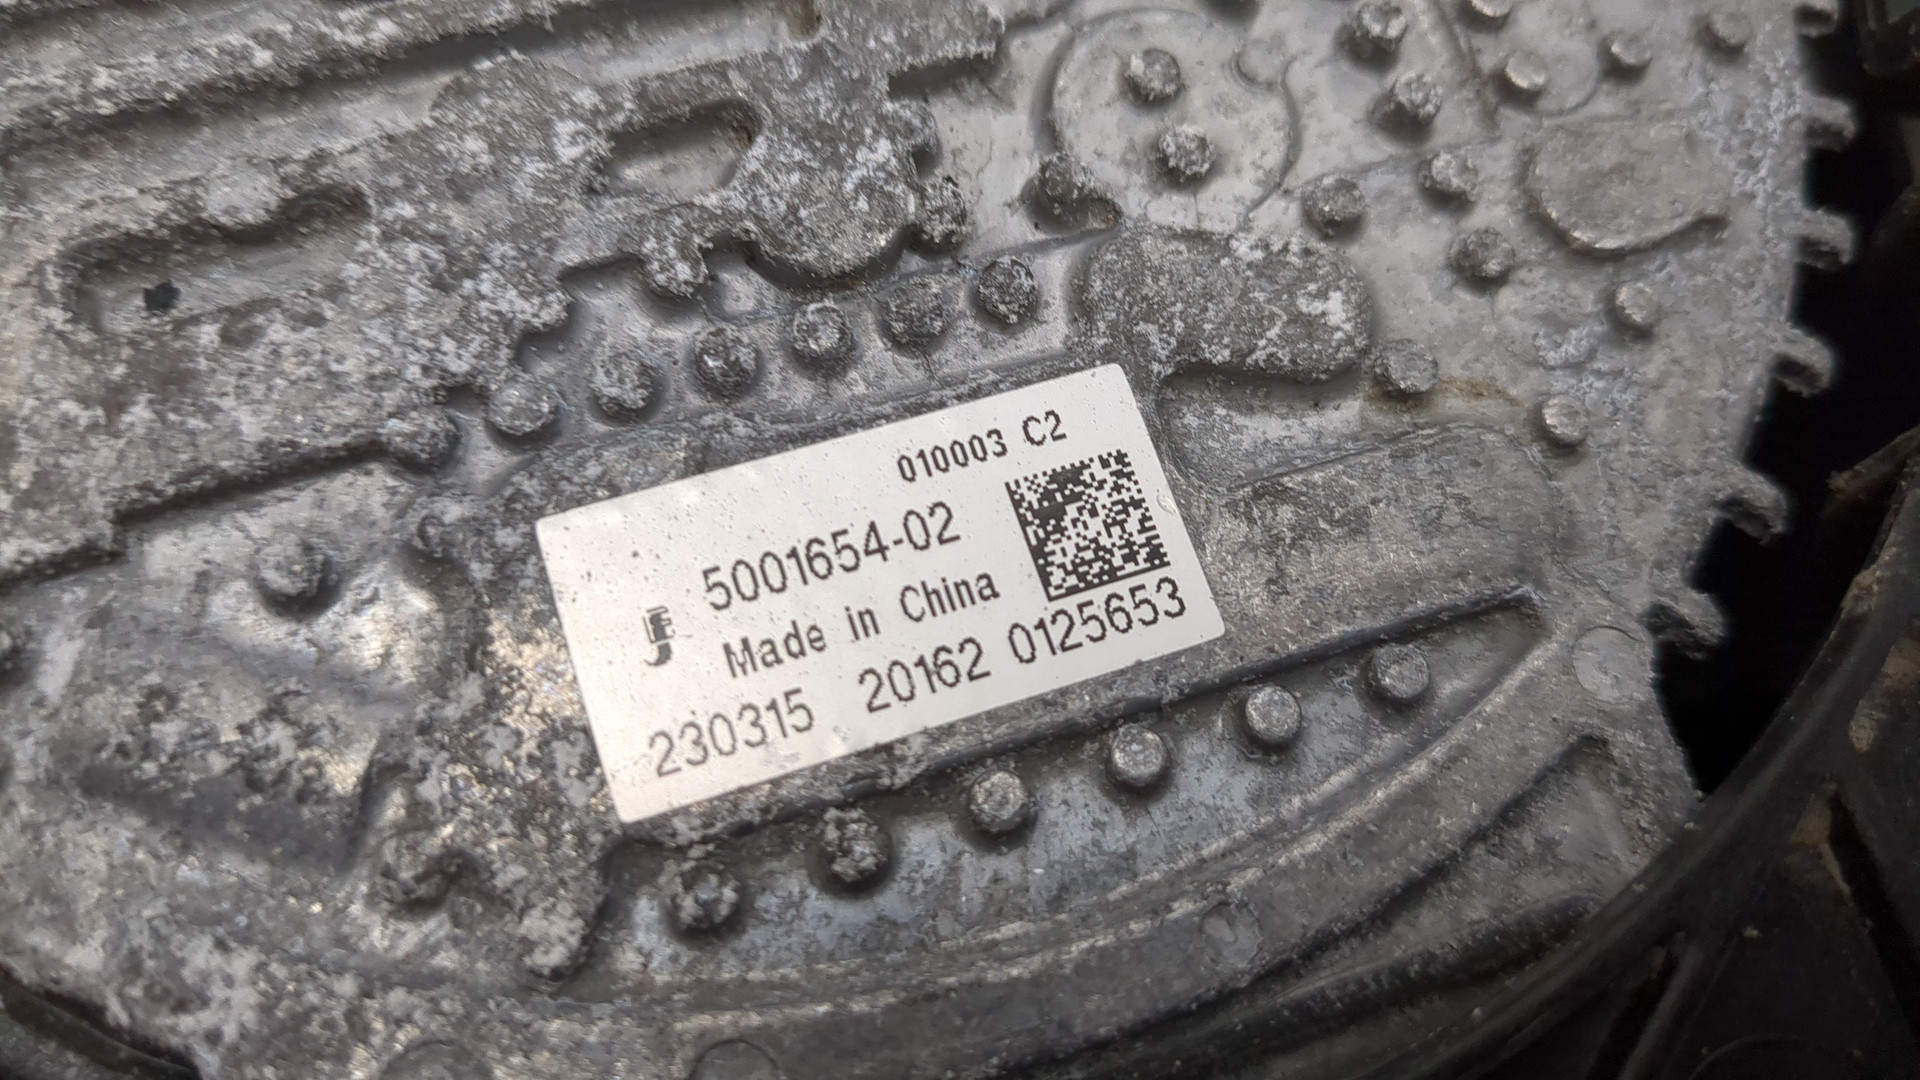 010003 C2
5001654-02
Made in China
230315 20162 0125653